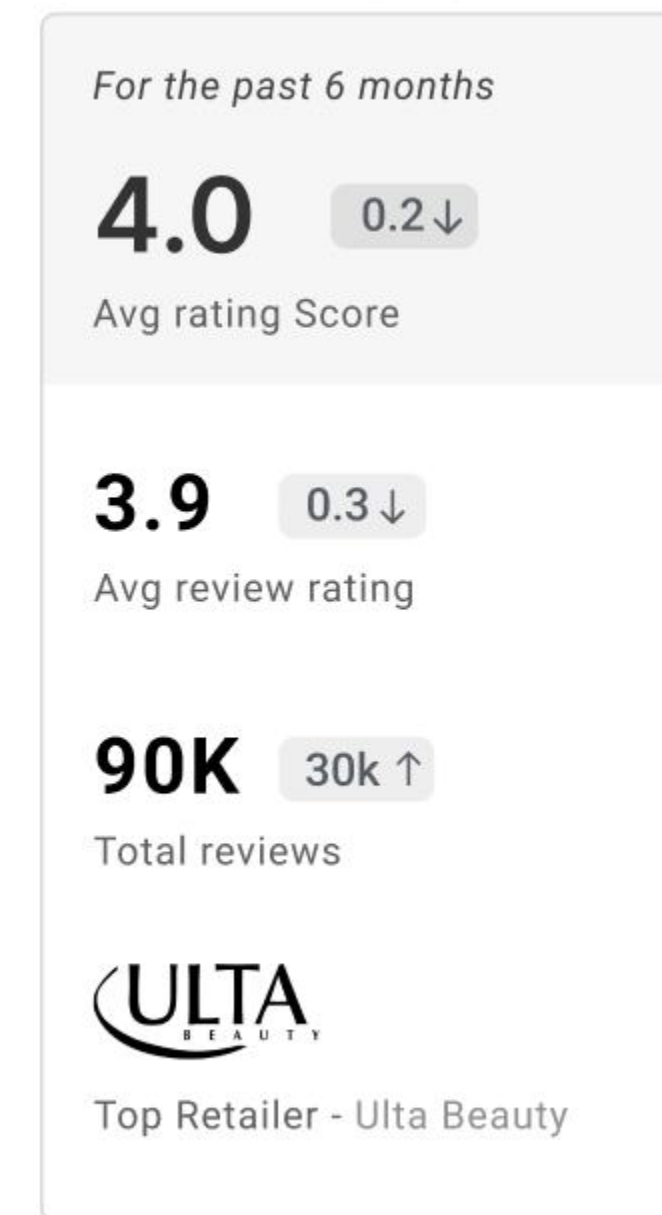 For the past 6 months
4.0 0.2↓
Avg rating Score
3.9 0.3↓
Avg review rating
90K 30k ↑
Total reviews
ULTA
BEAUTY
Top Retailer - Ulta Beauty